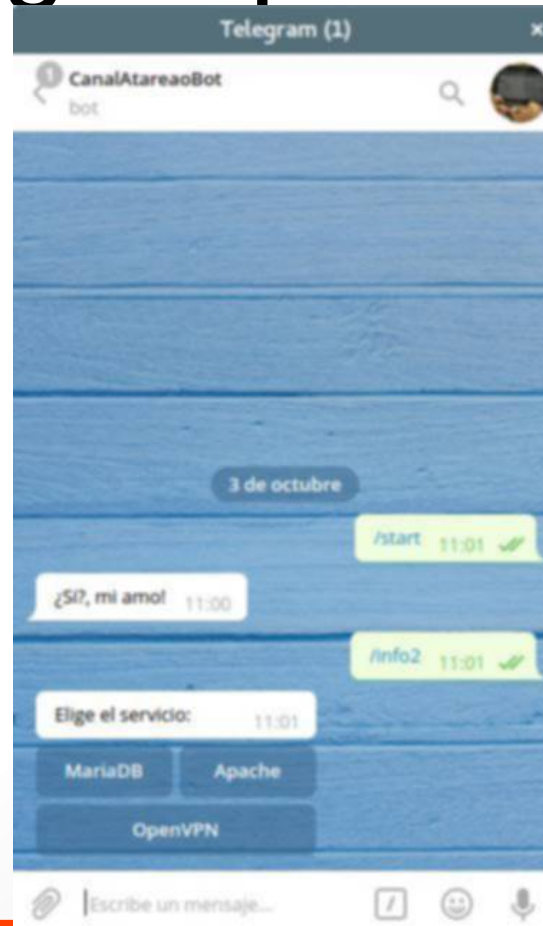 Telegram (1)
1
CanalAtareaoBot
bot
3 de octubre
/start 11:01
¿Sí?, mi amo! 11:00
/info2 11:01
Elige el servicio: 11:01
MariaDB Apache
OpenVPN
Escribe un mensaje...